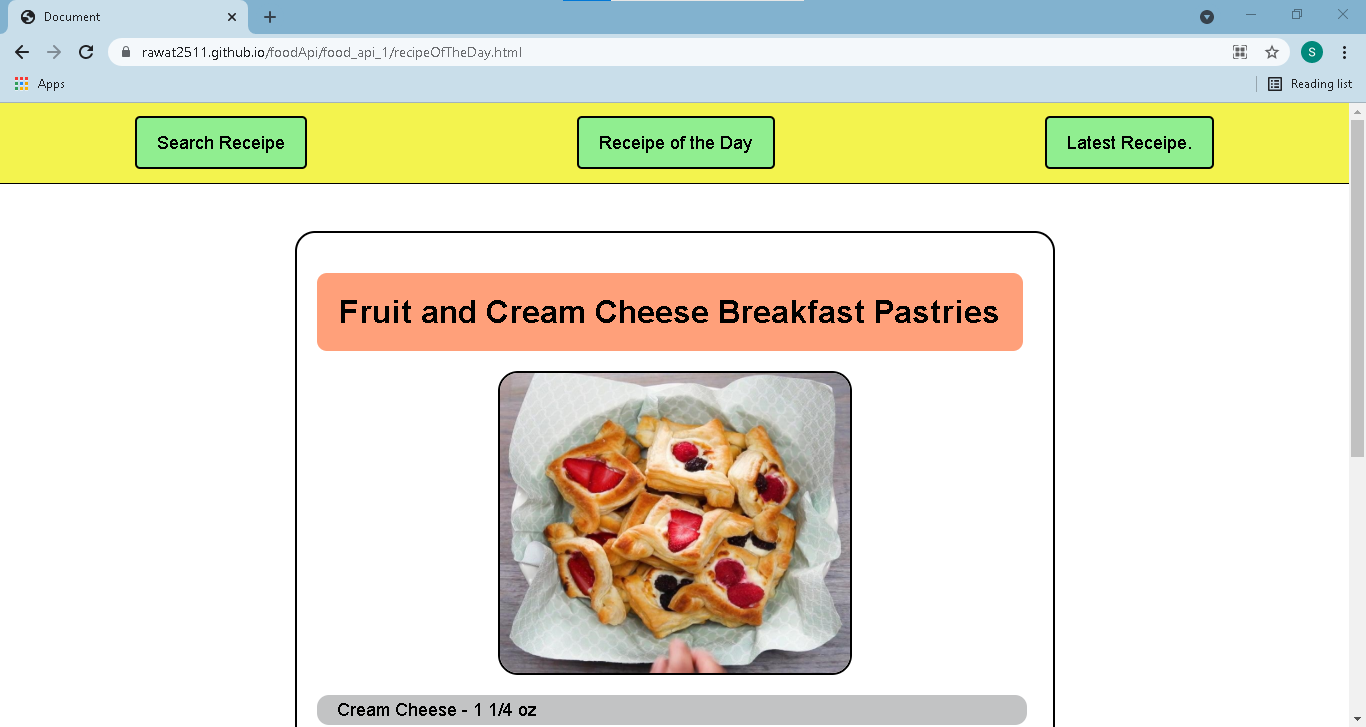 Document
rawat2511.github.io/foodApi/food_api_1/recipeOfTheDay.html
S
Apps
Reading list
Search Receipe
Receipe of the Day
Latest Receipe.
Fruit and Cream Cheese Breakfast Pastries
Cream Cheese - 1 1/4 oz